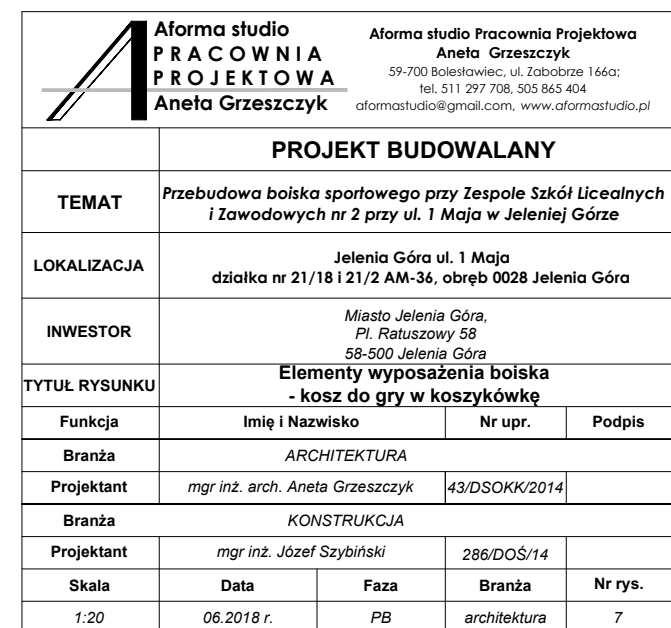 Aforma studio
PRACOWNIA
PROJEKTOWA
Aneta Grzeszczyk
Aforma studio Pracownia Projektowa
Aneta Grzeszczyk
59-700 Bolesławiec, ul. Zabobrze 166a;
tel. 511 297 708, 505 865 404
aformastudio@gmail.com, www.aformastudio.pl
PROJEKT BUDOWALANY
TEMAT
Przebudowa boiska sportowego przy Zespole Szkół Licealnych
i Zawodowych nr 2 przy ul. 1 Maja w Jeleniej Górze
LOKALIZACJA
Jelenia Góra ul. 1 Maja
działka nr 21/18 i 21/2 AM-36, obręb 0028 Jelenia Góra
INWESTOR
Miasto Jelenia Góra,
Pl. Ratuszowy 58
58-500 Jelenia Góra
TYTUŁ RYSUNKU
Elementy wyposażenia boiska
- kosz do gry w koszykówkę
Funkcja Imię i Nazwisko Nr upr. Podpis
Branża ARCHITEKTURA
Projektant mgr inż. arch. Aneta Grzeszczyk 43/DSOKK/2014
Branża KONSTRUKCJA
Projektant mgr inż. Józef Szybiński 286/DOŚ/14
Skala Data Faza Branża Nr rys.
1:20 06.2018 r. PB architektura 7